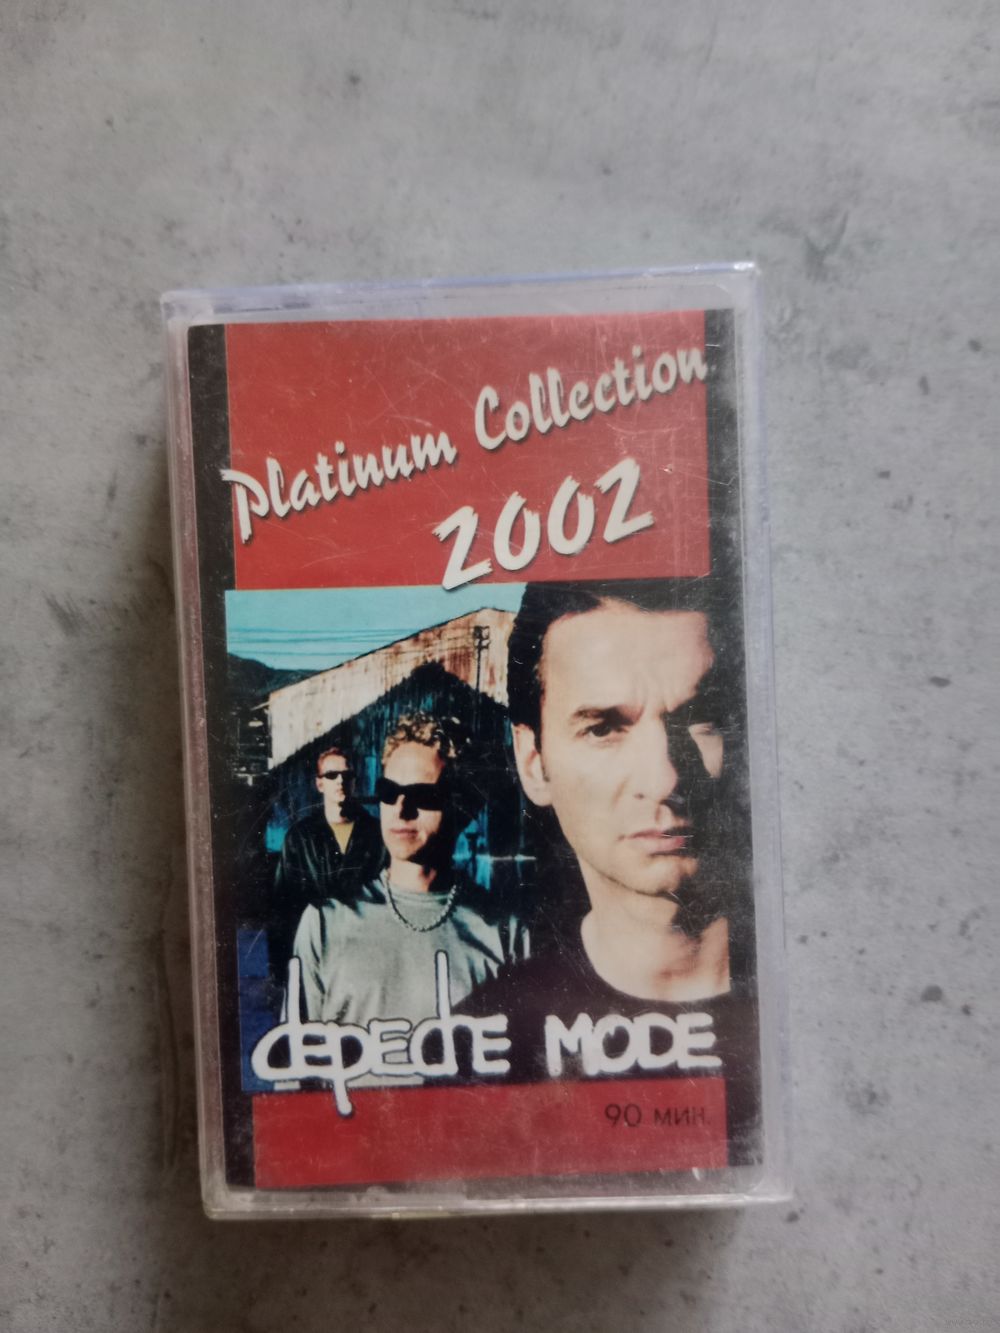 Platinum Collection
2002
depeche MODE
90 мин.